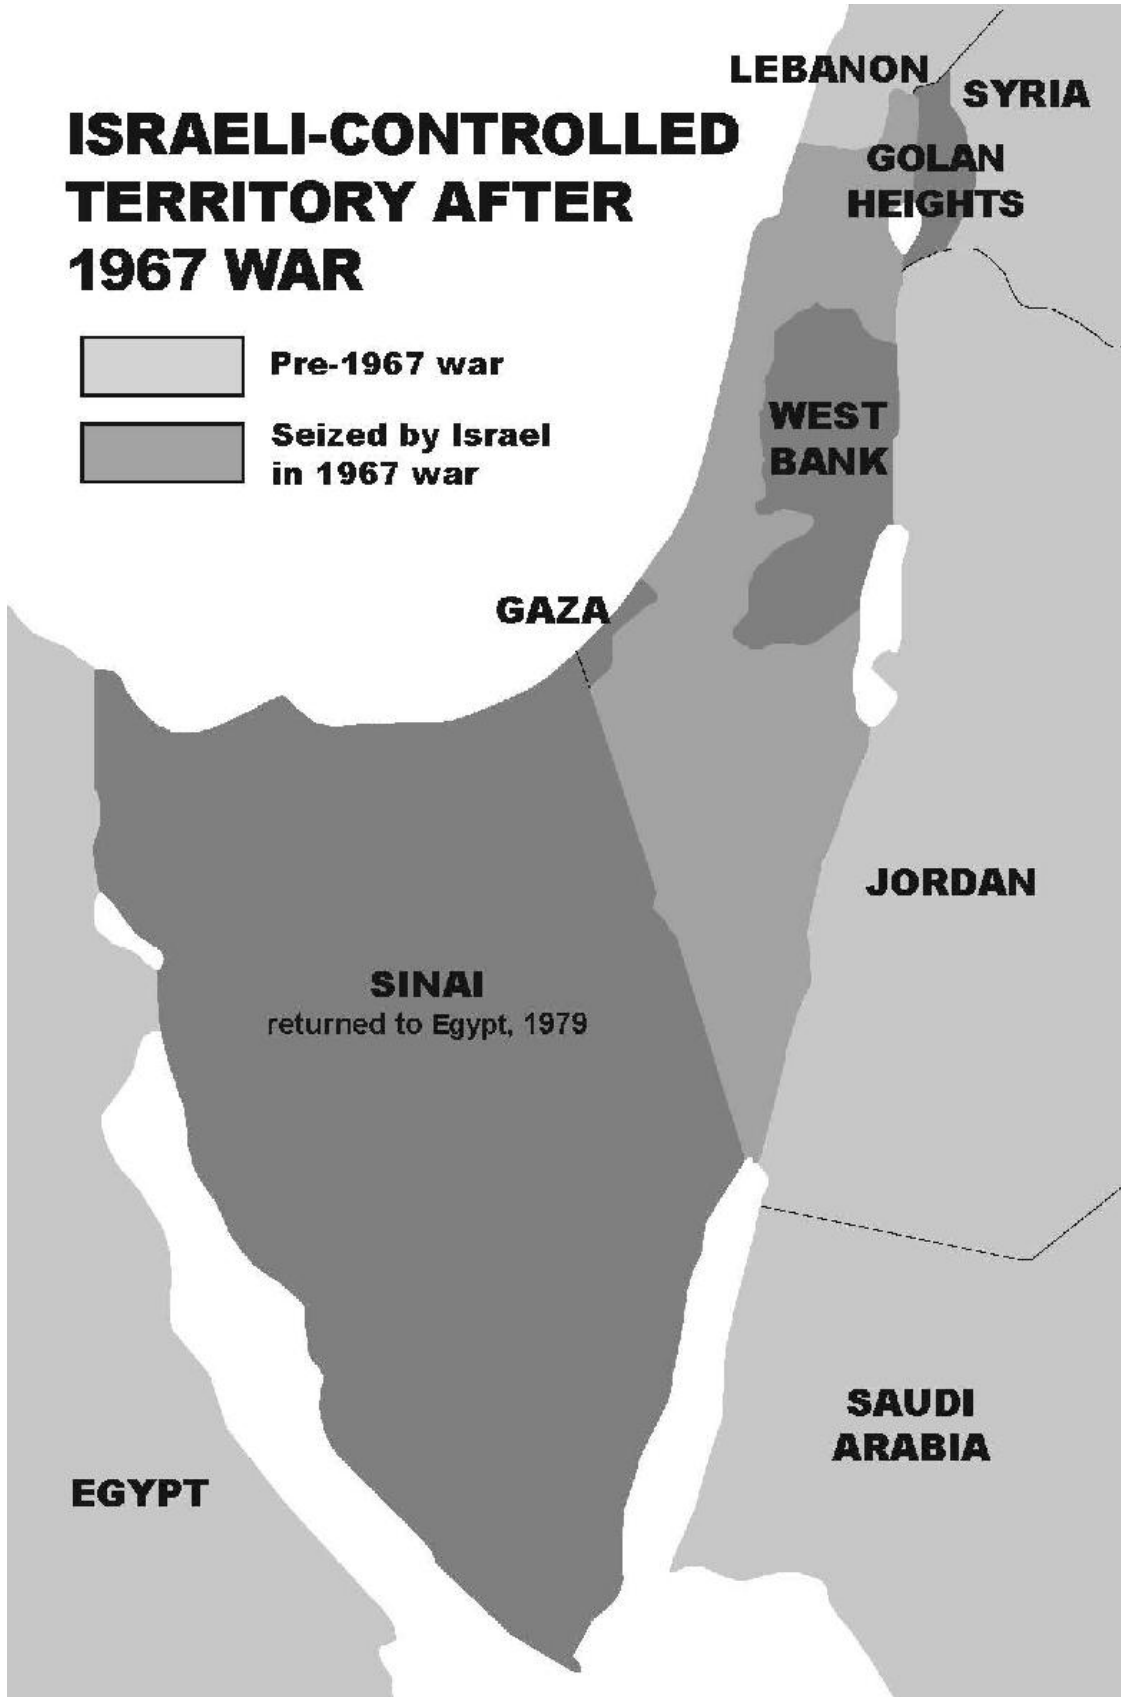 ISRAELI-CONTROLLED
TERRITORY AFTER
1967 WAR
Pre-1967 war
Seized by Israel
in 1967 war
LEBANON
SYRIA
GOLAN
HEIGHTS
WEST
BANK
GAZA
JORDAN
SINAI
returned to Egypt, 1979
SAUDI
ARABIA
EGYPT